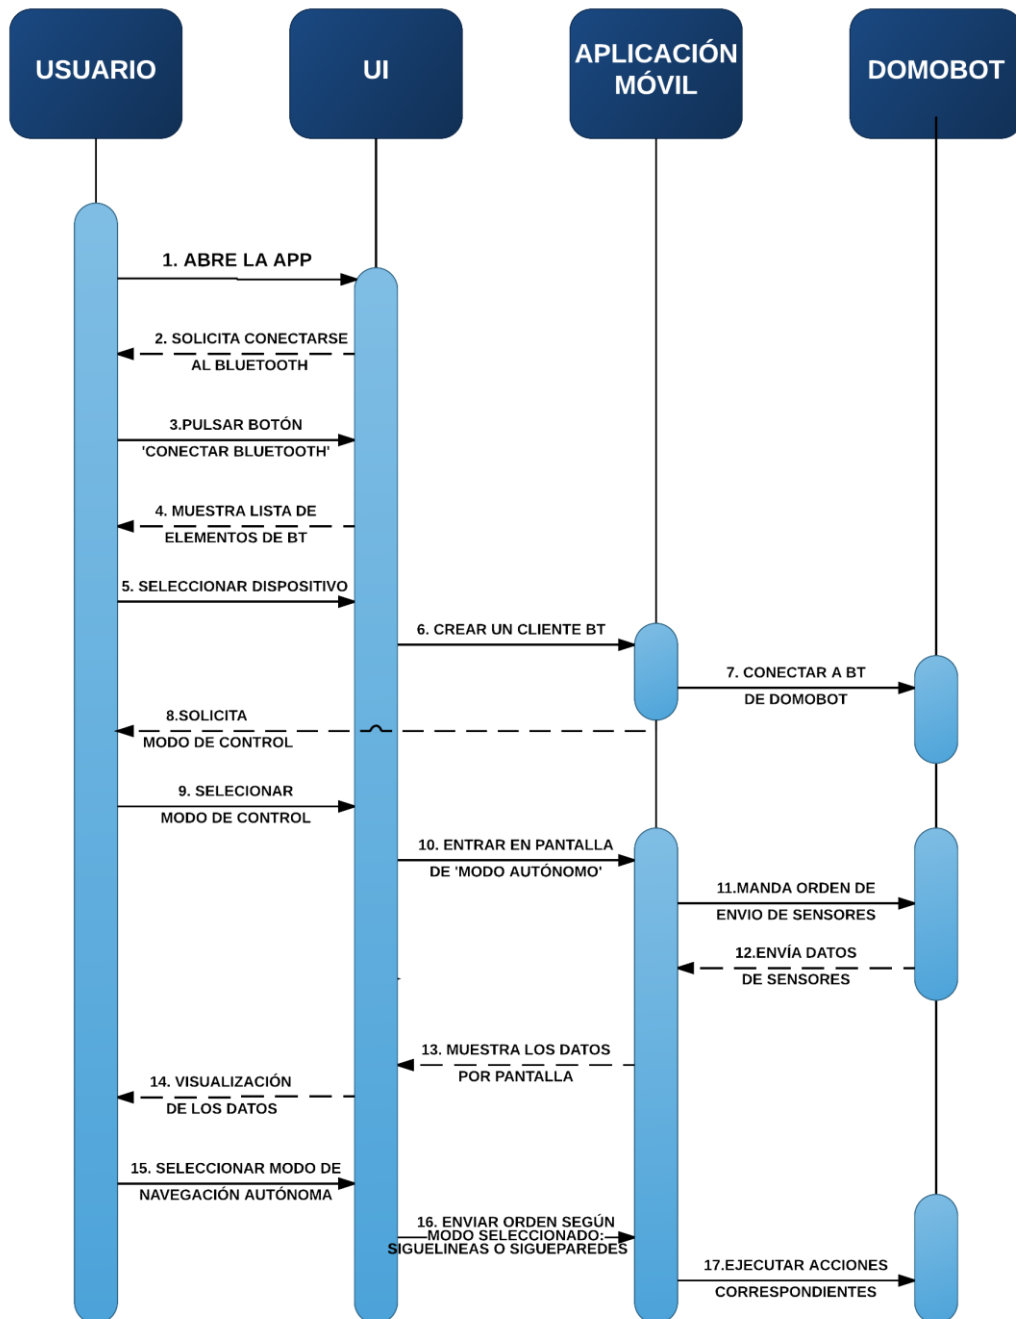 USUARIO
UI
APLICACIÓN
MÓVIL
DOMOBOT
1. ABRE LA APP
2. SOLICITA CONECTARSE
AL BLUETOOTH
3.PULSAR BOTÓN
'CONECTAR BLUETOOTH'
4. MUESTRA LISTA DE
ELEMENTOS DE BT
5. SELECCIONAR DISPOSITIVO
6. CREAR UN CLIENTE BT
7. CONECTAR A BT
DE DOMOBOT
8.SOLICITA
MODO DE CONTROL
9. SELECIONAR
MODO DE CONTROL
10. ENTRAR EN PANTALLA
DE 'MODO AUTÓNOMO'
11.MANDA ORDEN DE
ENVIO DE SENSORES
12.ENVÍA DATOS
DE SENSORES
13. MUESTRA LOS DATOS
POR PANTALLA
14. VISUALIZACIÓN
DE LOS DATOS
15. SELECCIONAR MODO DE
NAVEGACIÓN AUTÓNOMA
16. ENVIAR ORDEN SEGÚN
MODO SELECCIONADO:
SIGUELINEAS O SIGUEPAREDES
17.EJECUTAR ACCIONES
CORRESPONDIENTES